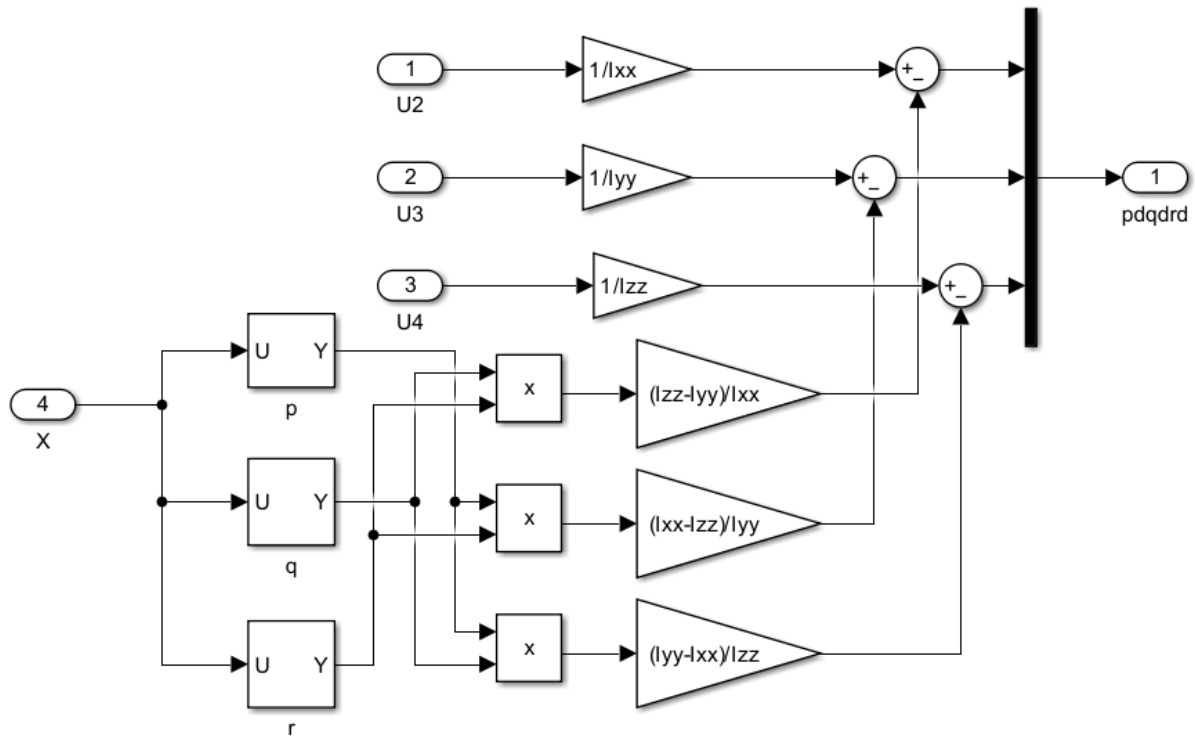 1
1/Ixx
+
_
U2
2
1/Iyy
+
_
1
U3
pdqdrd
3
1/Izz
+
_
U4
U Y
p
x
(Izz-Iyy)/Ixx
4
X
U Y
q
x
(Ixx-Izz)/Iyy
U Y
r
x
(Iyy-Ixx)/Izz